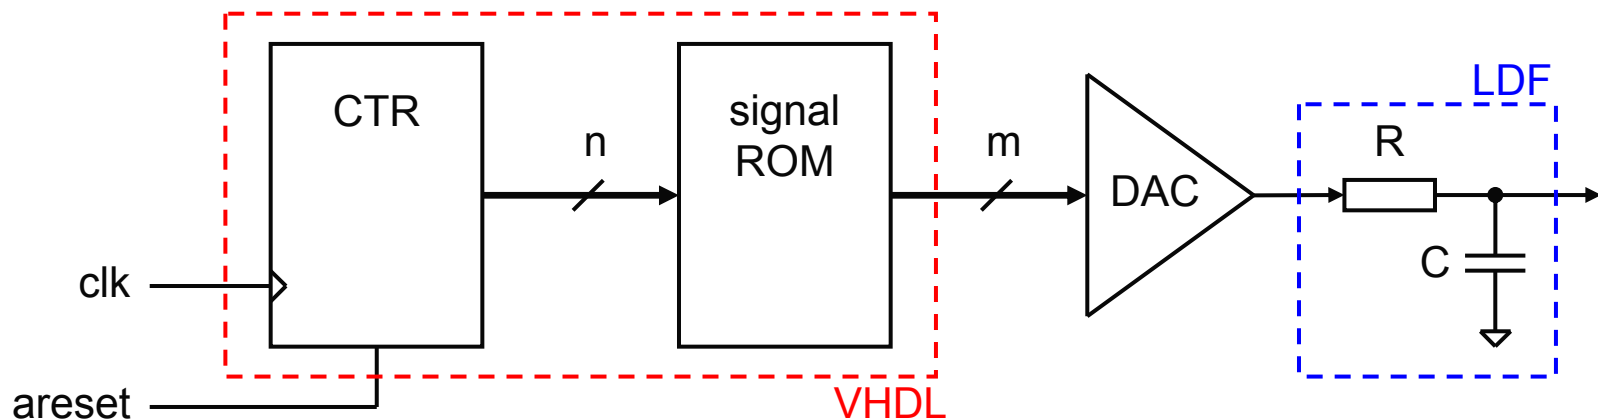 CTR
signal
ROM
n
m
DAC
LDF
R
C
clk
areset
VHDL